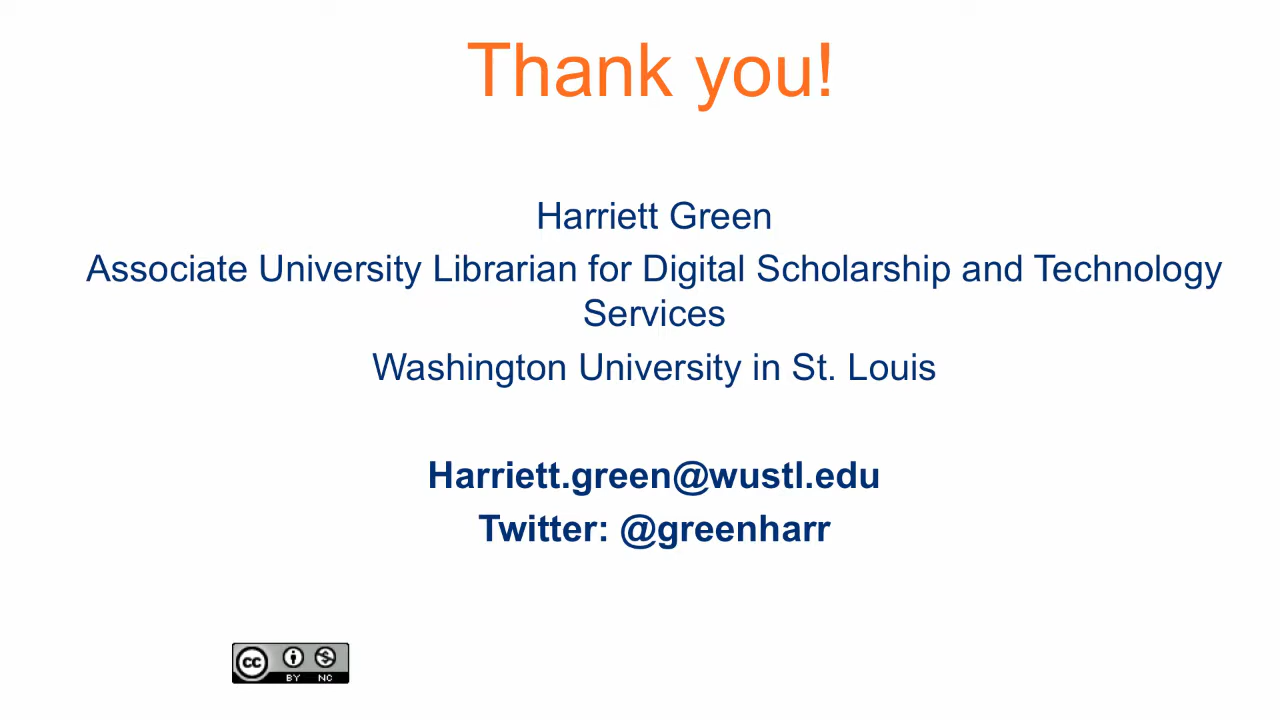 Thank you!
Harriett Green
Associate University Librarian for Digital Scholarship and Technology
Services
Washington University in St. Louis
Harriett.green@wustl.edu
Twitter: @greenharr
cc
BY NC